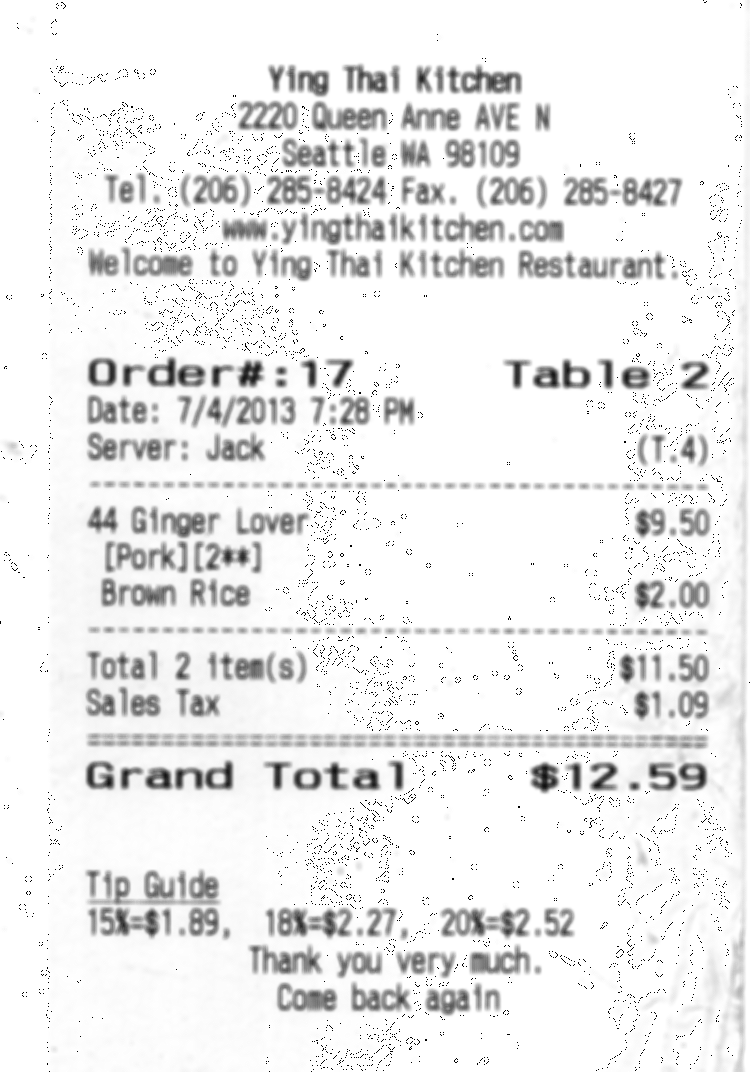 Ying Thai Kitchen
2220 Queen Anne AVE N
Seattle WA 98109
Tel. (206) 285-8424 Fax. (206) 285-8427
www.yingthaikitchen.com
Welcome to Ying Thai Kitchen Restaurant.
Order#:17 Table 2
Date: 7/4/2013 7:28 PM
Server: Jack (T.4)
44 Ginger Lover $9.50
[Pork][2**]
Brown Rice $2.00
Total 2 item(s) $11.50
Sales Tax $1.09
Grand Total $12.59
Tip Guide
15%=$1.89, 18%=$2.27, 20%=$2.52
Thank you very much.
Come back again